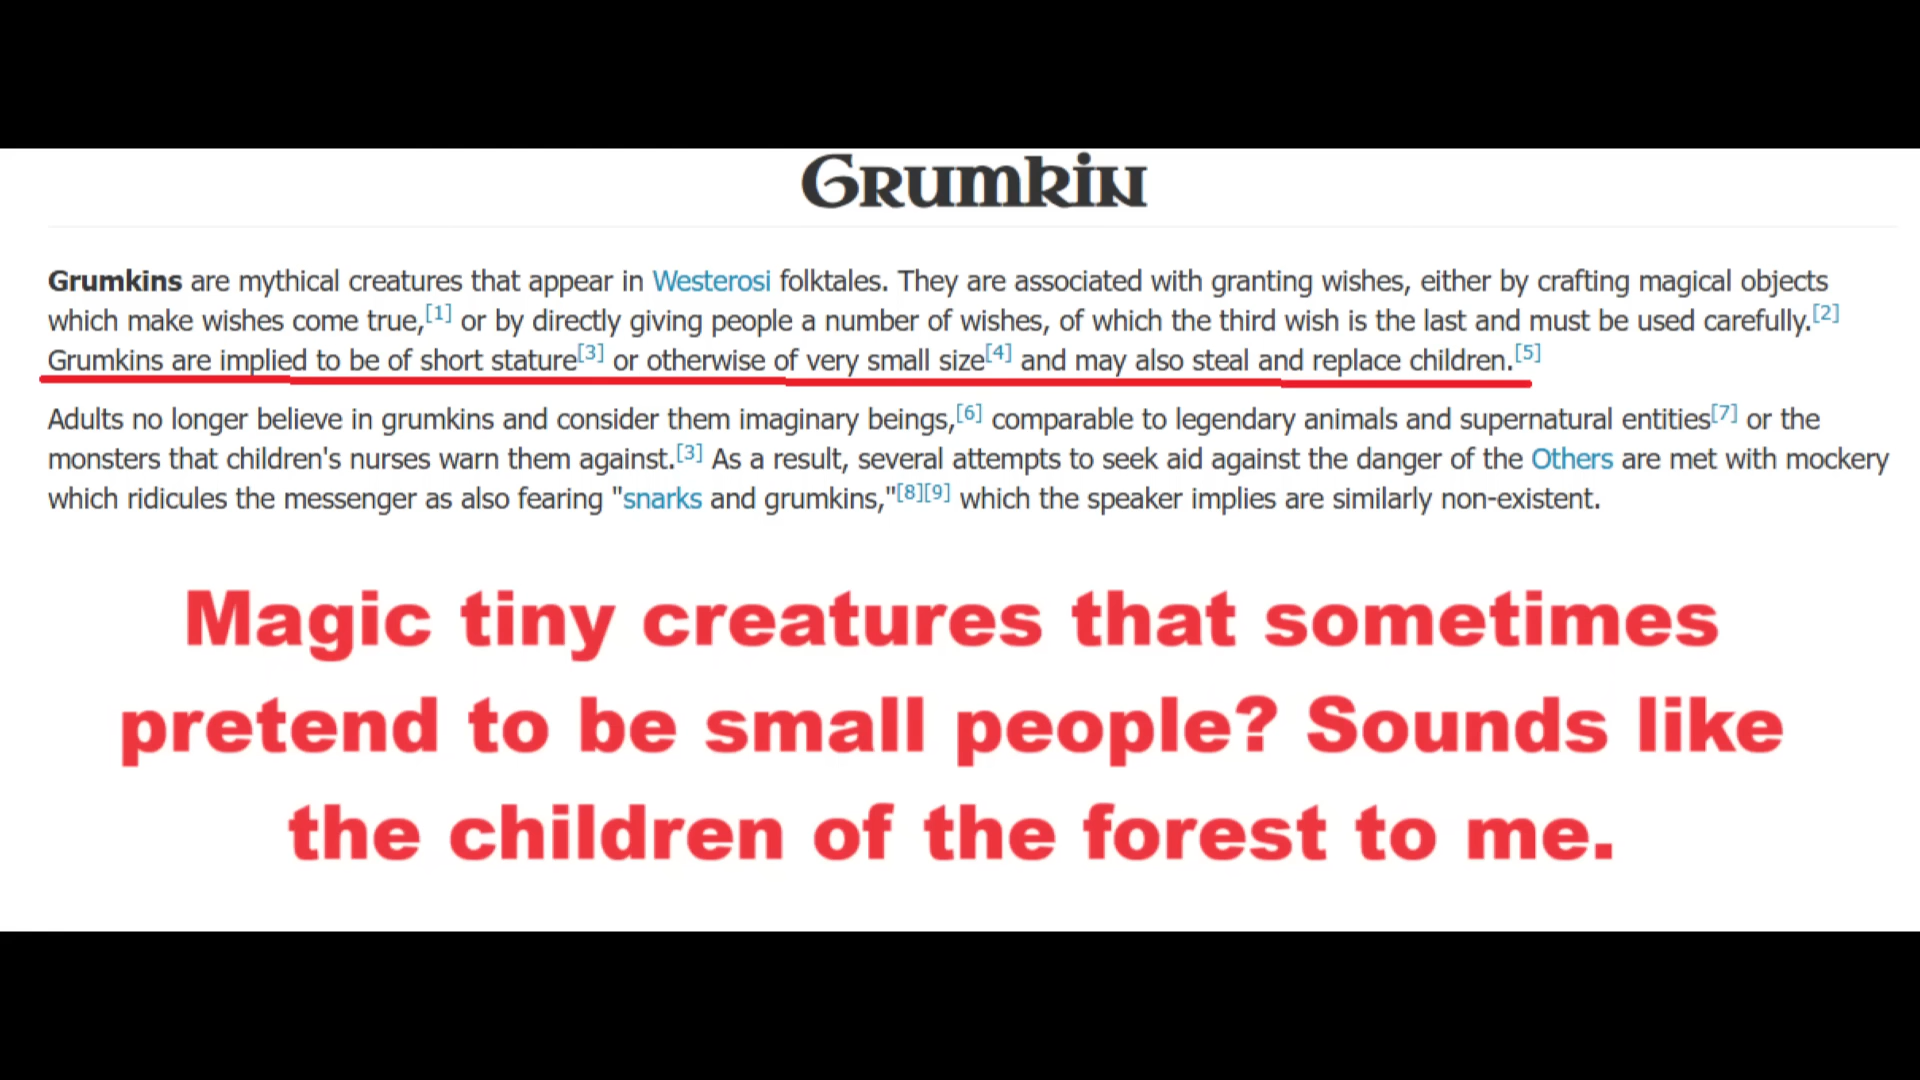 Grumkin
Grumkins are mythical creatures that appear in Westerosi folktales. They are associated with granting wishes, either by crafting magical objects
which make wishes come true,[1] or by directly giving people a number of wishes, of which the third wish is the last and must be used carefully.[2]
Grumkins are implied to be of short stature[3] or otherwise of very small size[4] and may also steal and replace children.[5]
Adults no longer believe in grumkins and consider them imaginary beings,[6] comparable to legendary animals and supernatural entities[7] or the
monsters that children's nurses warn them against.[3] As a result, several attempts to seek aid against the danger of the Others are met with mockery
which ridicules the messenger as also fearing "snarks and grumkins,"[8][9] which the speaker implies are similarly non-existent.
Magic tiny creatures that sometimes
pretend to be small people? Sounds like
the children of the forest to me.